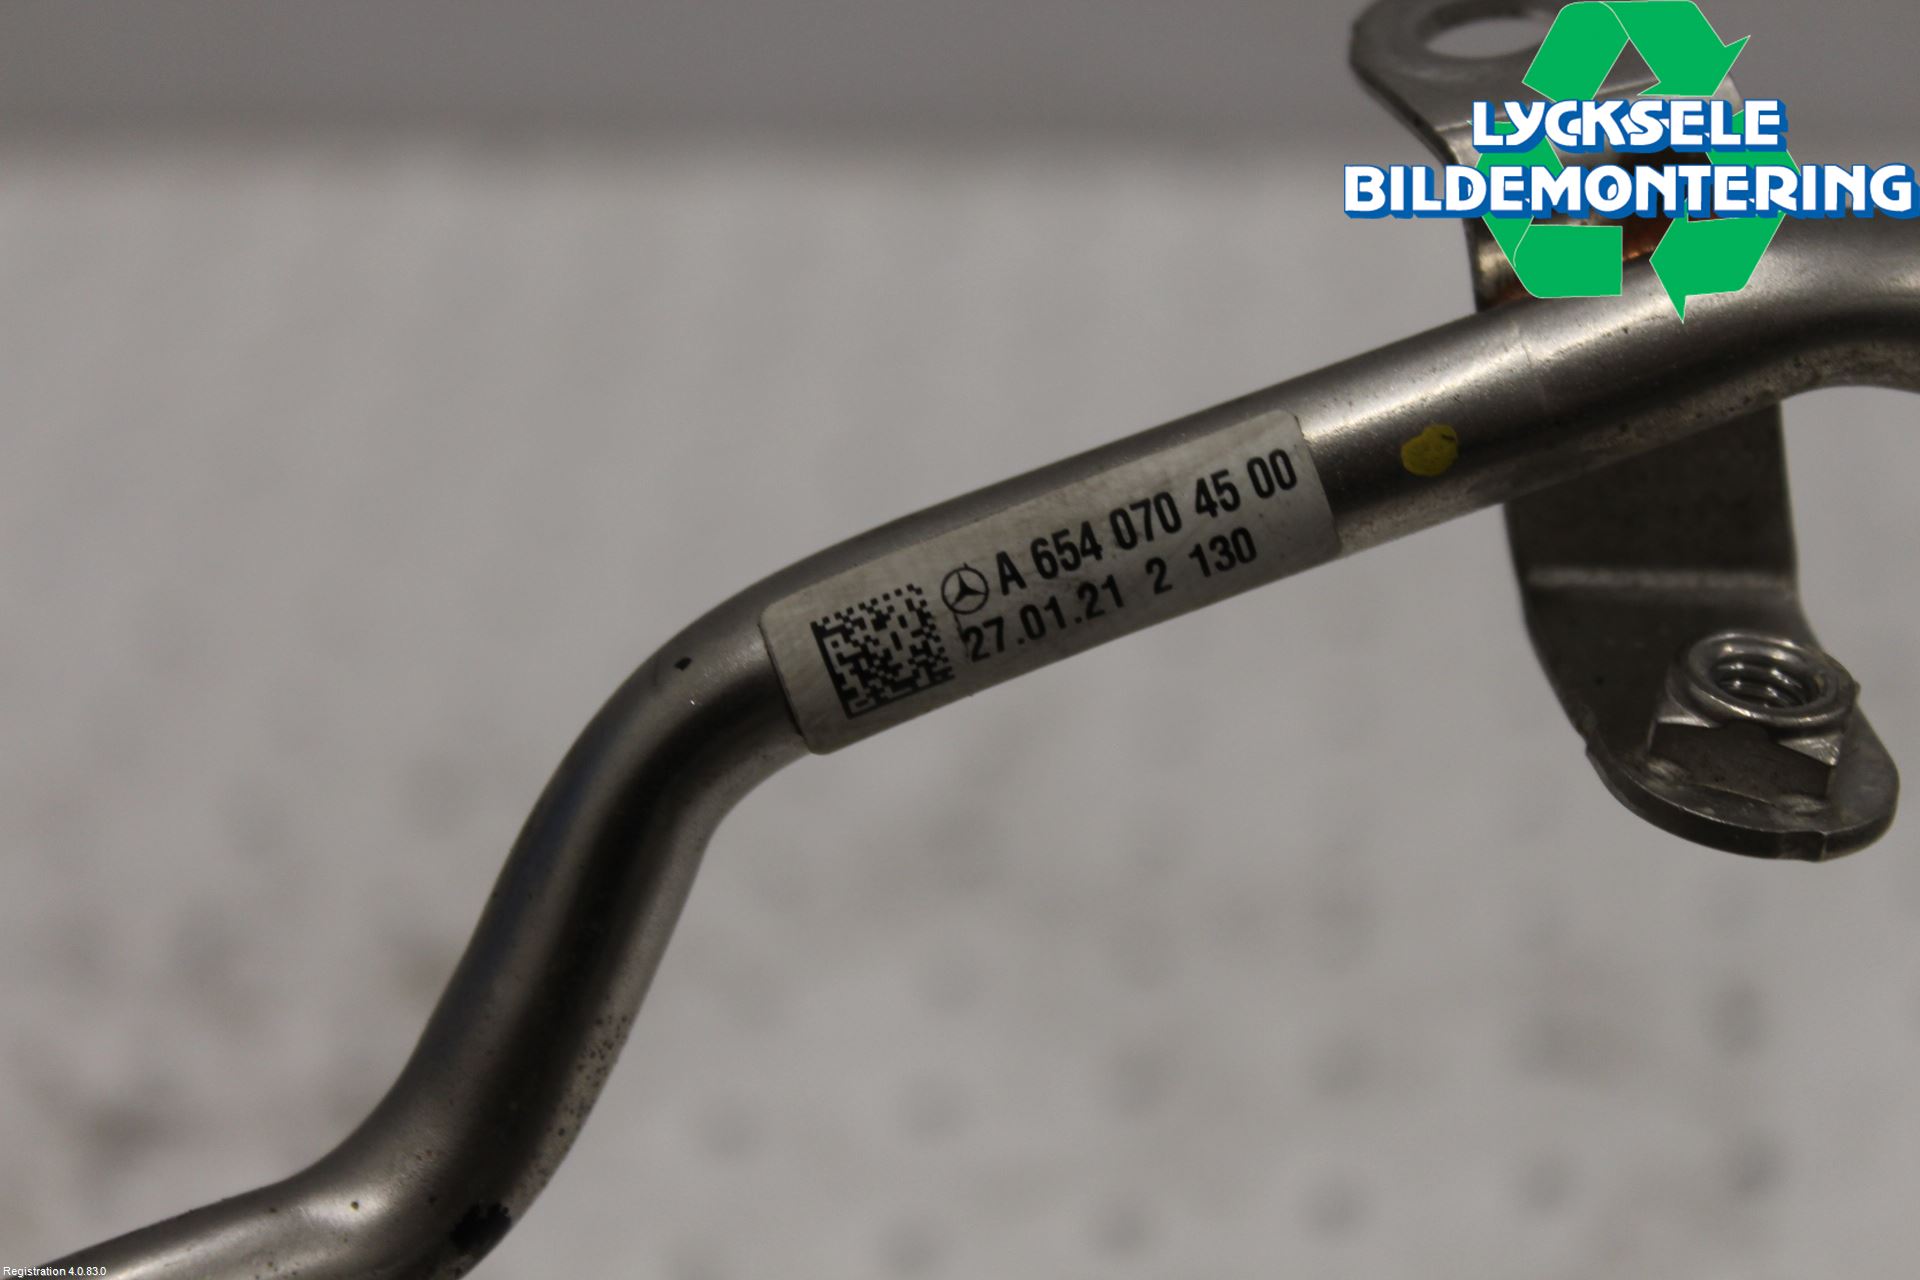 LYCKSELE
BILDEMONTERING
A 654 070 45 00
27.01.21 2 130
Registration 4.0.83.0